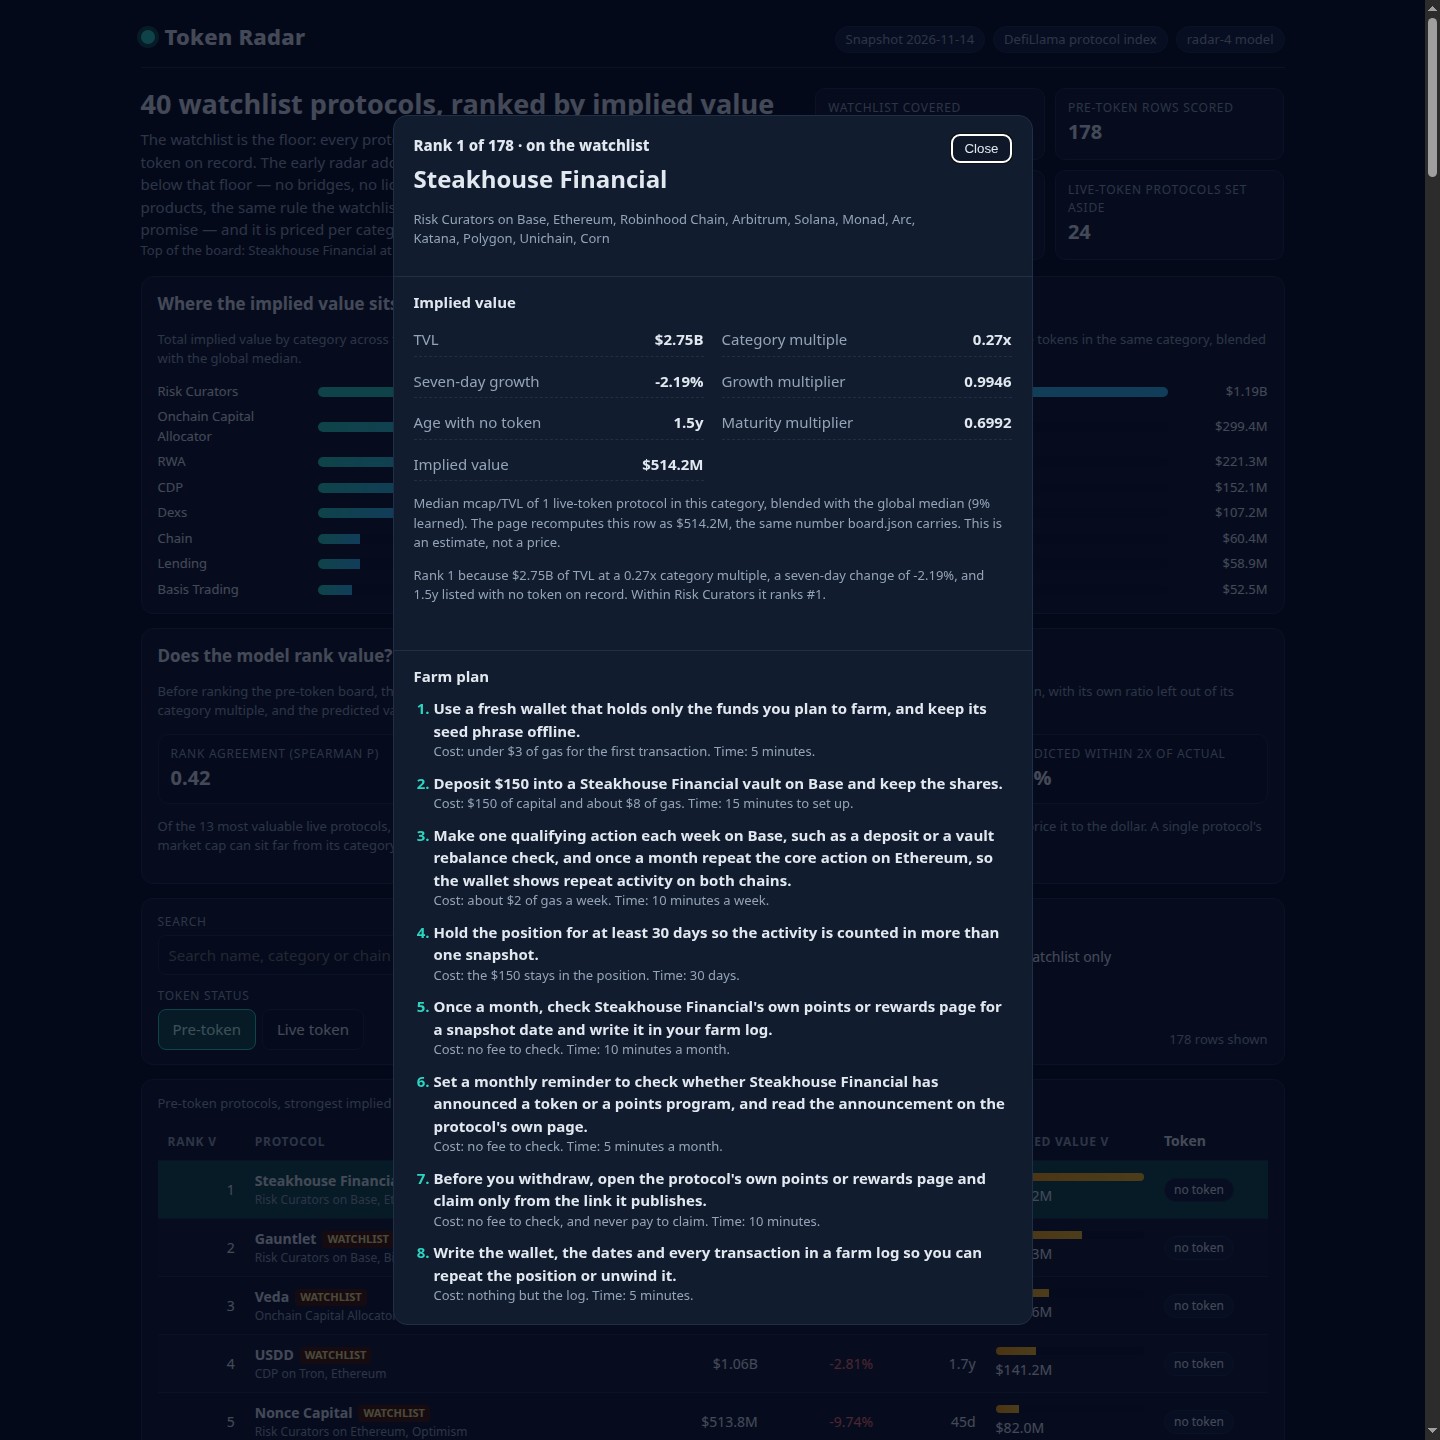 Token Radar
Snapshot 2026-11-14
DefiLlama protocol index
radar-4 model
40 watchlist protocols, ranked by implied value
The watchlist is the floor: every
token on record. The early radar
below that floor — no bridges, no
products, the same rule the
promise — and it is priced per
Top of the board: Steakhouse Financial at
WATCHLIST COVERED
PRE-TOKEN ROWS SCORED
178
LIVE-TOKEN PROTOCOLS SET
ASIDE
24
Rank 1 of 178 · on the watchlist
Close
Steakhouse Financial
Risk Curators on Base, Ethereum, Robinhood Chain, Arbitrum, Solana, Monad, Arc,
Katana, Polygon, Unichain, Corn
Implied value
TVL $2.75B Category multiple 0.27x
Seven-day growth -2.19% Growth multiplier 0.9946
Age with no token 1.5y Maturity multiplier 0.6992
Implied value $514.2M
Median mcap/TVL of 1 live-token protocol in this category, blended with the global median (9%
learned). The page recomputes this row as $514.2M, the same number board.json carries. This is
an estimate, not a price.
Rank 1 because $2.75B of TVL at a 0.27x category multiple, a seven-day change of -2.19%, and
1.5y listed with no token on record. Within Risk Curators it ranks #1.
Farm plan
1. Use a fresh wallet that holds only the funds you plan to farm, and keep its
seed phrase offline.
Cost: under $3 of gas for the first transaction. Time: 5 minutes.
2. Deposit $150 into a Steakhouse Financial vault on Base and keep the shares.
Cost: $150 of capital and about $8 of gas. Time: 15 minutes to set up.
3. Make one qualifying action each week on Base, such as a deposit or a vault
rebalance check, and once a month repeat the core action on Ethereum, so
the wallet shows repeat activity on both chains.
Cost: about $2 of gas a week. Time: 10 minutes a week.
4. Hold the position for at least 30 days so the activity is counted in more than
one snapshot.
Cost: the $150 stays in the position. Time: 30 days.
5. Once a month, check Steakhouse Financial's own points or rewards page for
a snapshot date and write it in your farm log.
Cost: no fee to check. Time: 10 minutes a month.
6. Set a monthly reminder to check whether Steakhouse Financial has
announced a token or a points program, and read the announcement on the
protocol's own page.
Cost: no fee to check. Time: 5 minutes a month.
7. Before you withdraw, open the protocol's own points or rewards page and
claim only from the link it publishes.
Cost: no fee to check, and never pay to claim. Time: 10 minutes.
8. Write the wallet, the dates and every transaction in a farm log so you can
repeat the position or unwind it.
Cost: nothing but the log. Time: 5 minutes.
Where the implied value sits
Total implied value by category across
tokens in the same category, blended
with the global median.
Risk Curators $1.19B
Onchain Capital
Allocator $299.4M
RWA $221.3M
CDP $152.1M
Dexs $107.2M
Chain $60.4M
Lending $58.9M
Basis Trading $52.5M
Does the model rank value?
Before ranking the pre-token board,
with its own ratio left out of its
category multiple, and the predicted
RANK AGREEMENT (SPEARMAN Ρ)
0.42
WITHIN 2X OF ACTUAL
%
Of the 13 most valuable live protocols,
it to the dollar. A single protocol's
market cap can sit far from its category
SEARCH
Search name, category or chain
only
TOKEN STATUS
Pre-token
Live token
178 rows shown
Pre-token protocols, strongest implied
RANK V PROTOCOL VALUE V Token
1 Steakhouse no token
Risk Curators on Base,
2 Gauntlet WATCHLIST no token
Risk Curators on Base,
3 Veda WATCHLIST no token
Onchain Capital
4 USDD WATCHLIST $1.06B -2.81% 1.7y $141.2M no token
CDP on Tron, Ethereum
5 Nonce Capital WATCHLIST $513.8M -9.74% 45d $82.0M no token
Risk Curators on Ethereum, Optimism